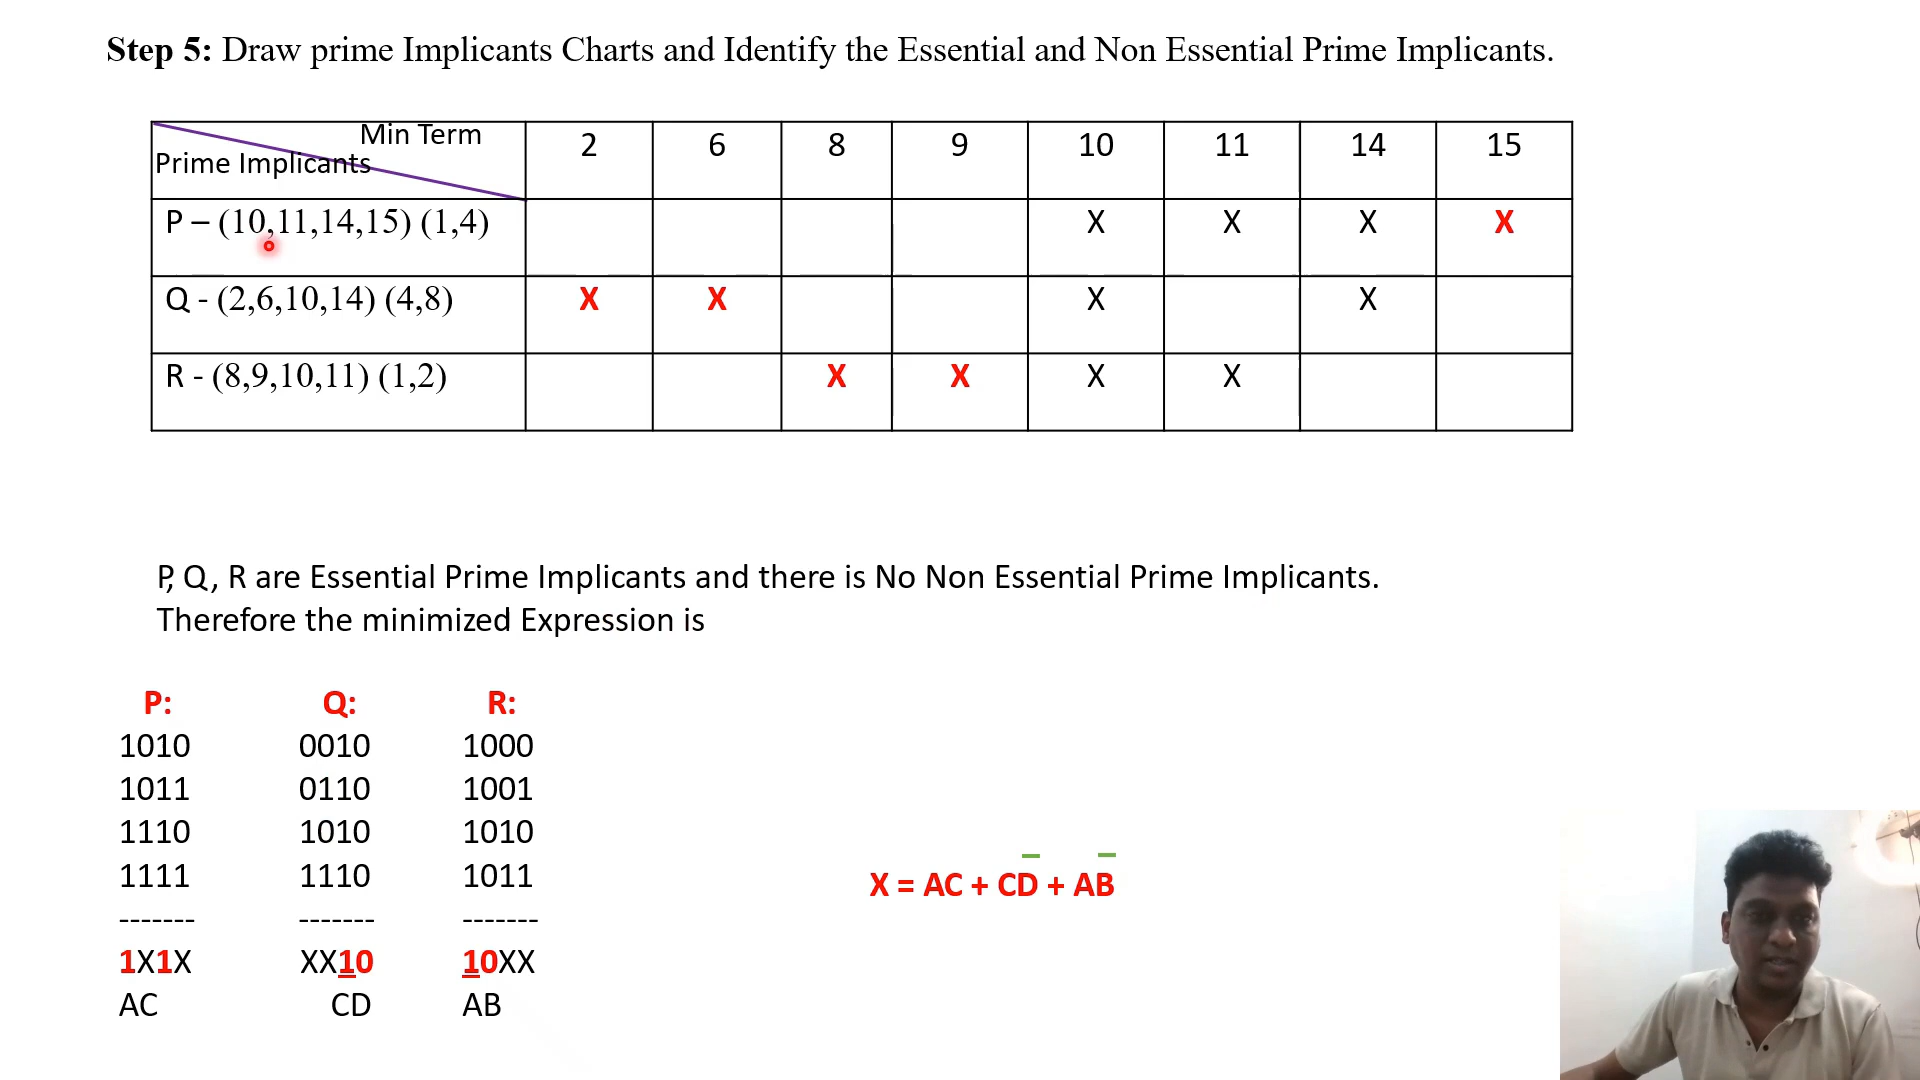 Step 5: Draw prime Implicants Charts and Identify the Essential and Non Essential Prime Implicants.
Min Term
Prime Implicants
2 6 8 9 10 11 14 15
P – (10,11,14,15) (1,4) X X X X
Q - (2,6,10,14) (4,8) X X X X
R - (8,9,10,11) (1,2) X X X X
P, Q, R are Essential Prime Implicants and there is No Non Essential Prime Implicants.
Therefore the minimized Expression is
P: Q: R:
1010 0010 1000
1011 0110 1001
1110 1010 1010
1111 1110 1011
------- ------- -------
1X1X XX10 10XX
AC CD AB
X = AC + CD̅ + AB̅